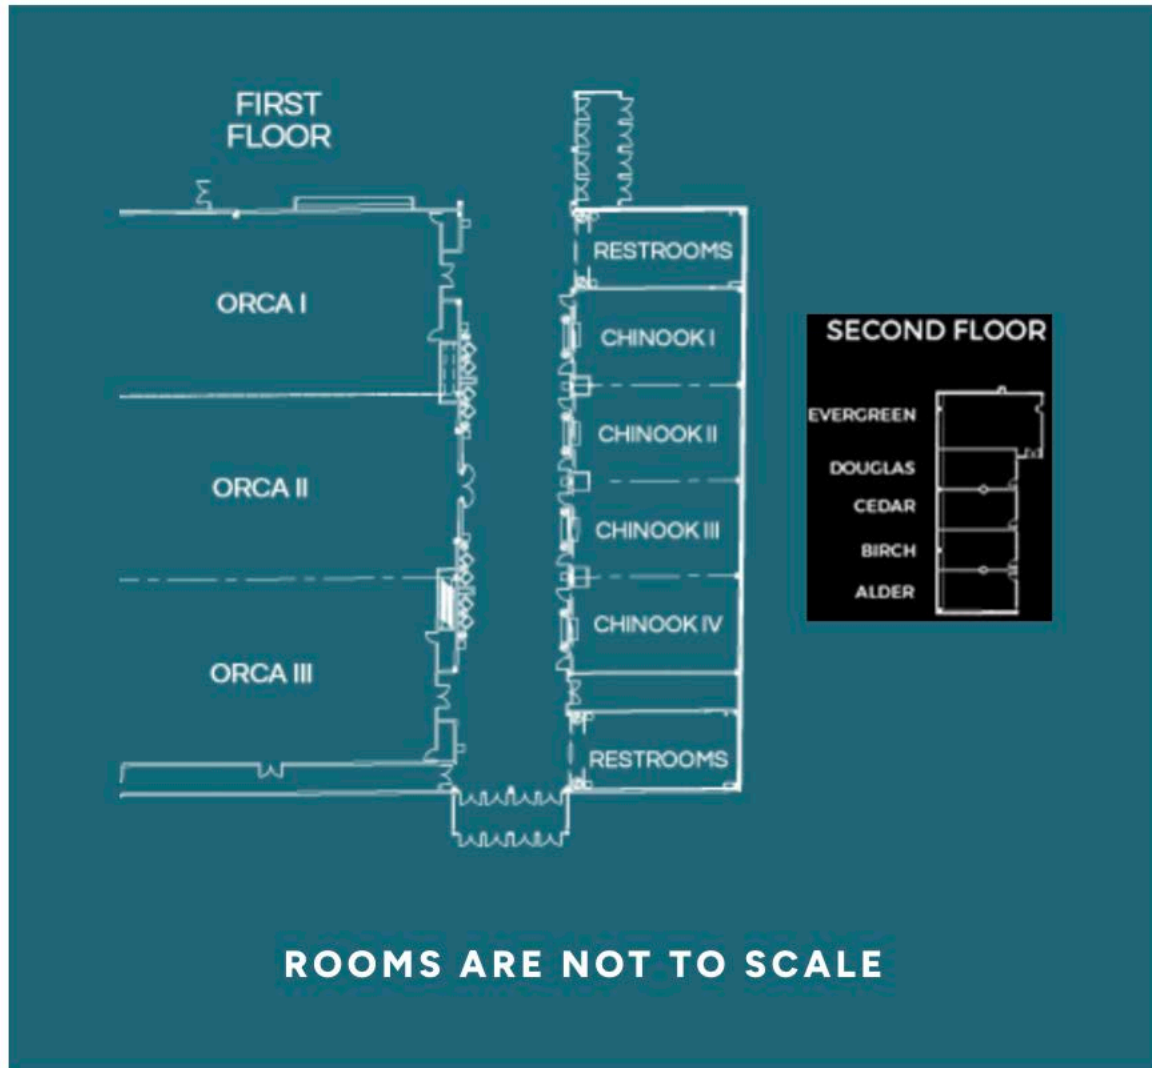 FIRST
FLOOR
ORCA I
ORCA II
ORCA III
RESTROOMS
CHINOOK I
CHINOOK II
CHINOOK III
CHINOOK IV
RESTROOMS
SECOND FLOOR
EVERGREEN
DOUGLAS
CEDAR
BIRCH
ALDER
ROOMS ARE NOT TO SCALE